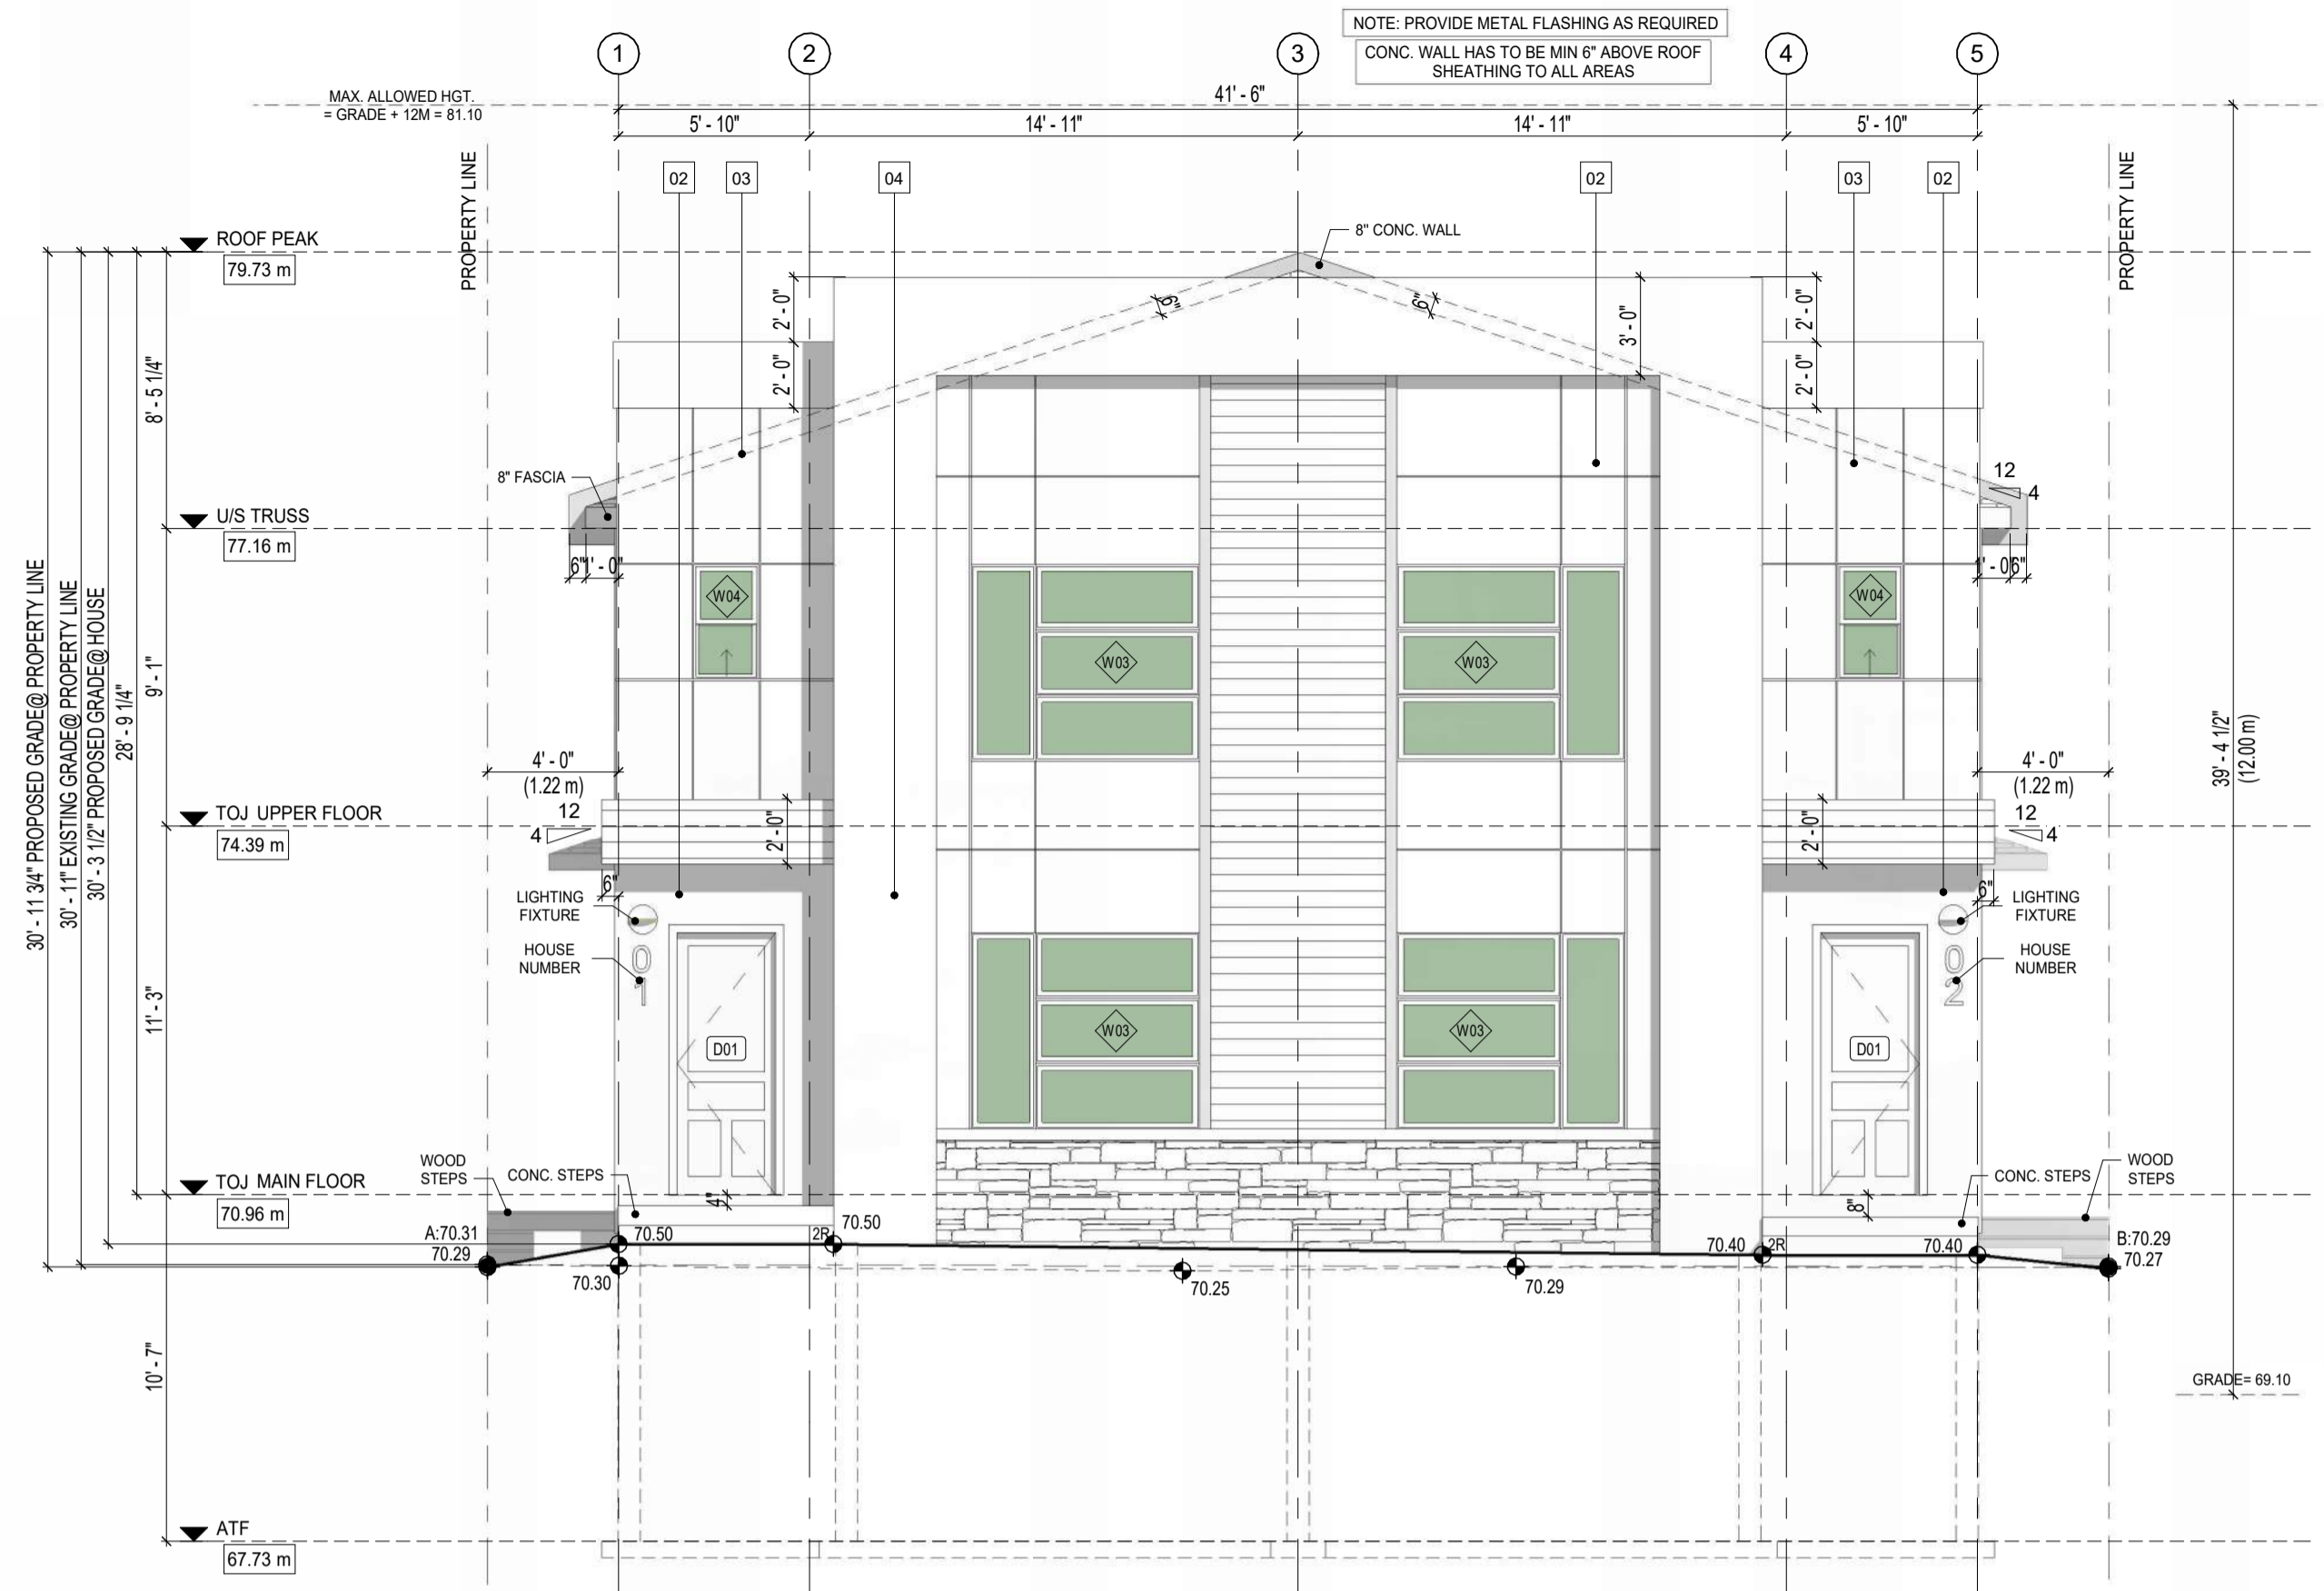 NOTE: PROVIDE METAL FLASHING AS REQUIRED
CONC. WALL HAS TO BE MIN 6" ABOVE ROOF
SHEATHING TO ALL AREAS
1
2
3
4
5
MAX. ALLOWED HGT.
= GRADE + 12M = 81.10
41' - 6"
5' - 10"
14' - 11"
14' - 11"
5' - 10"
PROPERTY LINE
PROPERTY LINE
02
03
04
02
03
02
ROOF PEAK
79.73 m
8" CONC. WALL
6"
6"
2' - 0"
2' - 0"
3' - 0"
2' - 0"
2' - 0"
8' - 5 1/4"
8" FASCIA
12
4
U/S TRUSS
77.16 m
6"
1' - 0"
1' - 0"
6"
W04
W04
W03
W03
9' - 1"
30' - 11 3/4" PROPOSED GRADE@ PROPERTY LINE
30' - 11" EXISTING GRADE@ PROPERTY LINE
30' - 3 1/2" PROPOSED GRADE@ HOUSE
28' - 9 1/4"
39' - 4 1/2"
(12.00 m)
4' - 0"
(1.22 m)
4' - 0"
(1.22 m)
TOJ UPPER FLOOR
74.39 m
12
4
2' - 0"
2' - 0"
12
4
6"
6"
LIGHTING
FIXTURE
LIGHTING
FIXTURE
HOUSE
NUMBER
HOUSE
NUMBER
0
1
0
2
11' - 3"
W03
W03
D01
D01
WOOD
STEPS
CONC. STEPS
CONC. STEPS
WOOD
STEPS
TOJ MAIN FLOOR
70.96 m
4"
8"
A:70.31
70.29
70.50
2R
70.50
70.40
2R
70.40
B:70.29
70.27
70.30
70.25
70.29
10' - 7"
GRADE= 69.10
ATF
67.73 m